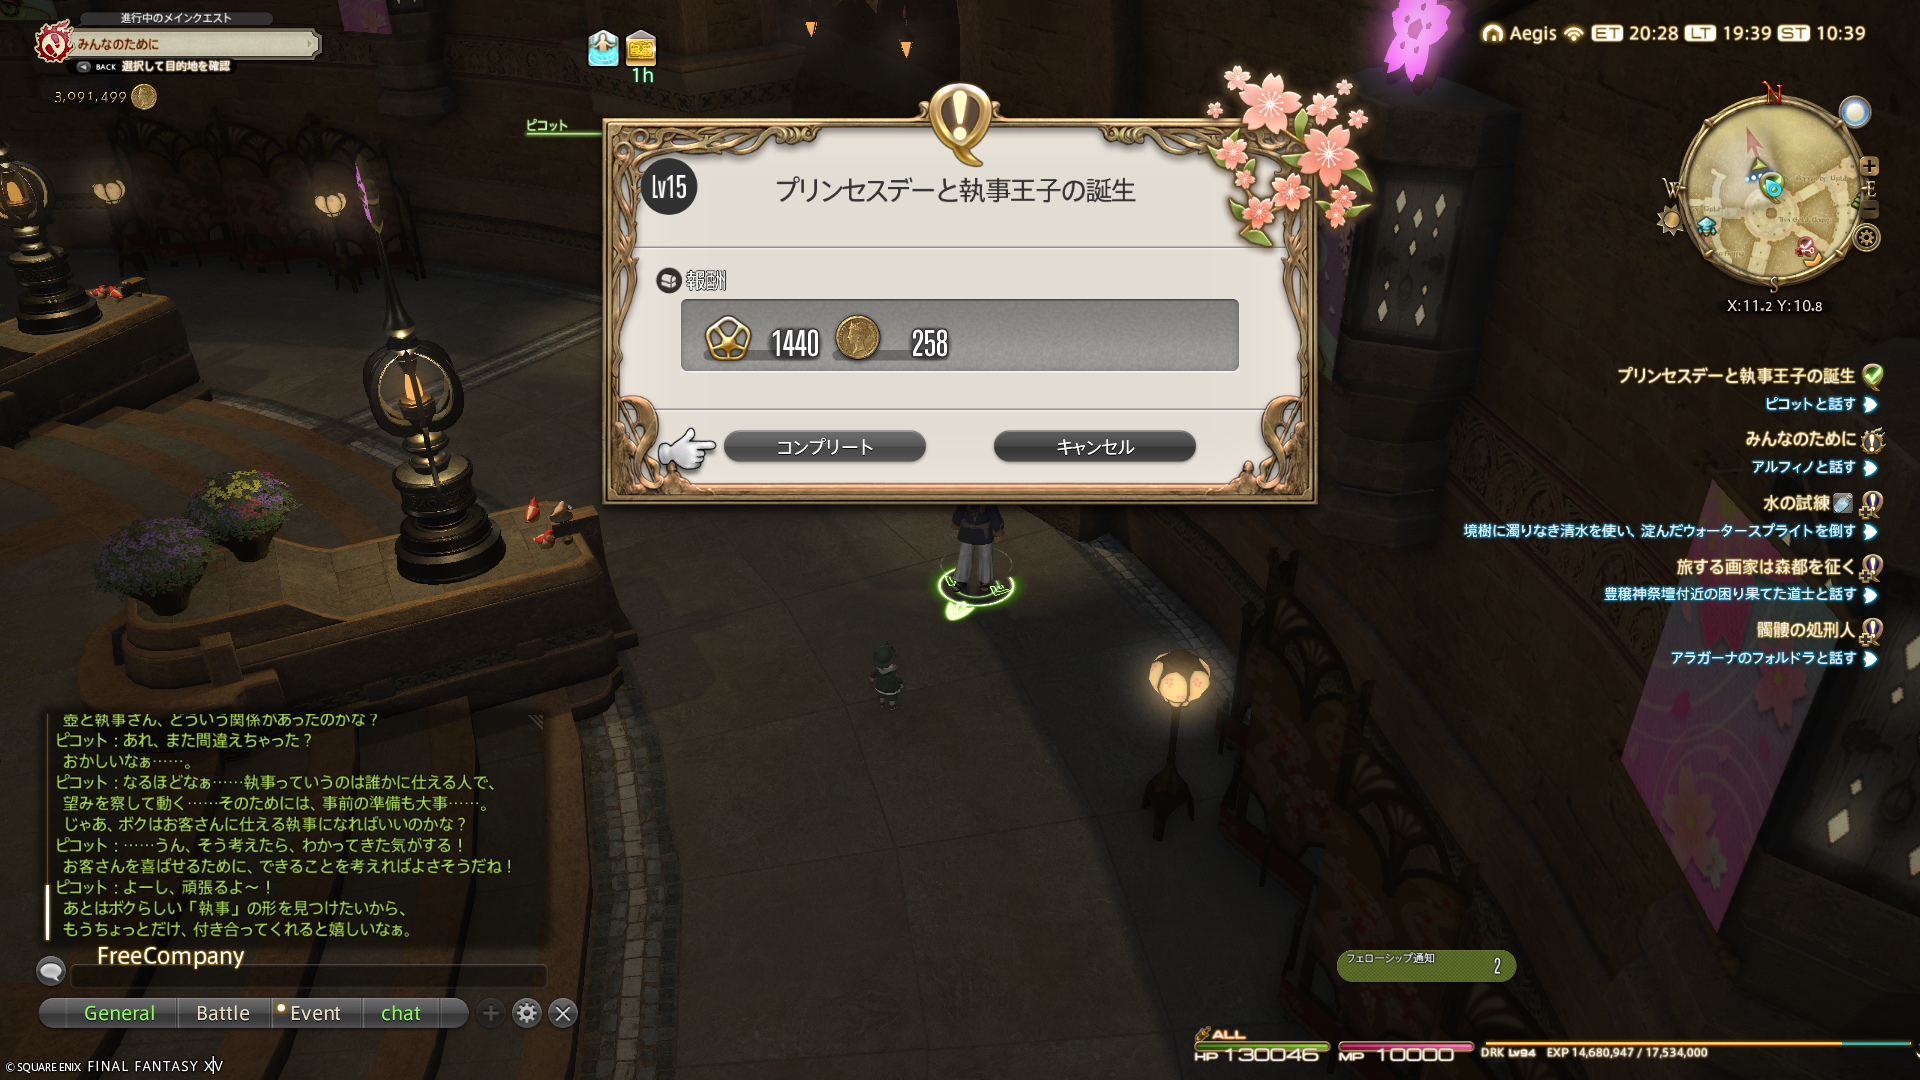 進行中のメインクエスト
みんなのために
BACK 選択して目的地を確認
3,091,499
1h
ピコット
Aegis ET 20:28 LT 19:39 ST 10:39
Lv15
プリンセスデーと執事王子の誕生
報酬
1440 258
コンプリート キャンセル
N
W
E
S
X:11.2 Y:10.8
プリンセスデーと執事王子の誕生
ピコットと話す
みんなのために
アルフィノと話す
水の試練
境樹に濁りなき清水を使い、淀んだウォータースプライトを倒す
旅する画家は森都を征く
豊穣神祭壇付近の困り果てた道士と話す
髑髏の処刑人
アラガーナのフォルドラと話す
壺と執事さん、どういう関係があったのかな？
ピコット：あれ、また間違えちゃった？
おかしいなぁ……。
ピコット：なるほどなぁ……執事っていうのは誰かに仕える人で、
望みを察して動く……そのためには、事前の準備も大事……。
じゃあ、ボクはお客さんに仕える執事になればいいのかな？
ピコット：……うん、そう考えたら、わかってきた気がする！
お客さんを喜ばせるために、できることを考えればよさそうだね！
ピコット：よーし、頑張るよ～！
あとはボクらしい「執事」の形を見つけたいから、
もうちょっとだけ、付き合ってくれると嬉しいなぁ。
FreeCompany
General Battle Event chat
フェローシップ通知 2
ALL
HP 130046 MP 10000 DRK Lv94 EXP 14,680,947 / 17,534,000
© SQUARE ENIX FINAL FANTASY XIV